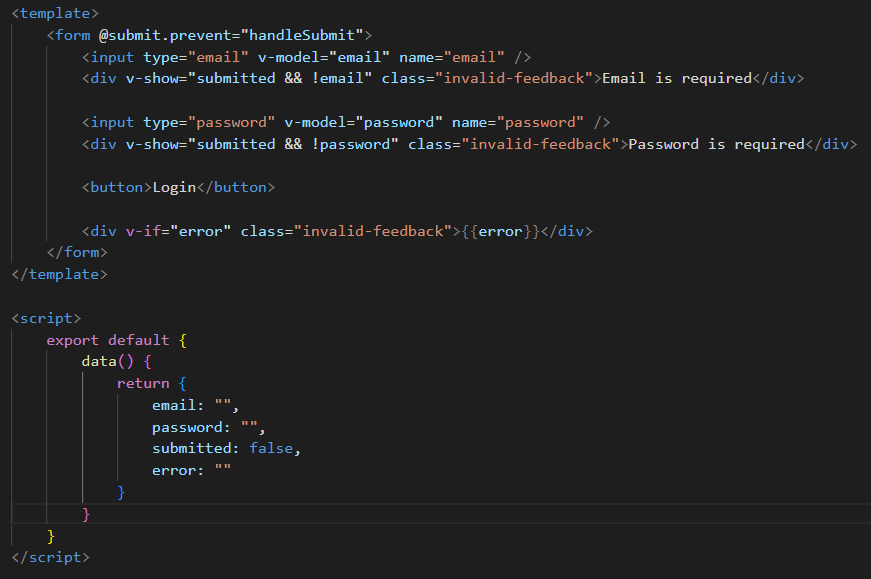 <template>
    <form @submit.prevent="handleSubmit">
        <input type="email" v-model="email" name="email" />
        <div v-show="submitted && !email" class="invalid-feedback">Email is required</div>

        <input type="password" v-model="password" name="password" />
        <div v-show="submitted && !password" class="invalid-feedback">Password is required</div>

        <button>Login</button>

        <div v-if="error" class="invalid-feedback">{{error}}</div>
    </form>
</template>

<script>
    export default {
        data() {
            return {
                email: "",
                password: "",
                submitted: false,
                error: ""
            }
        }
    }
</script>